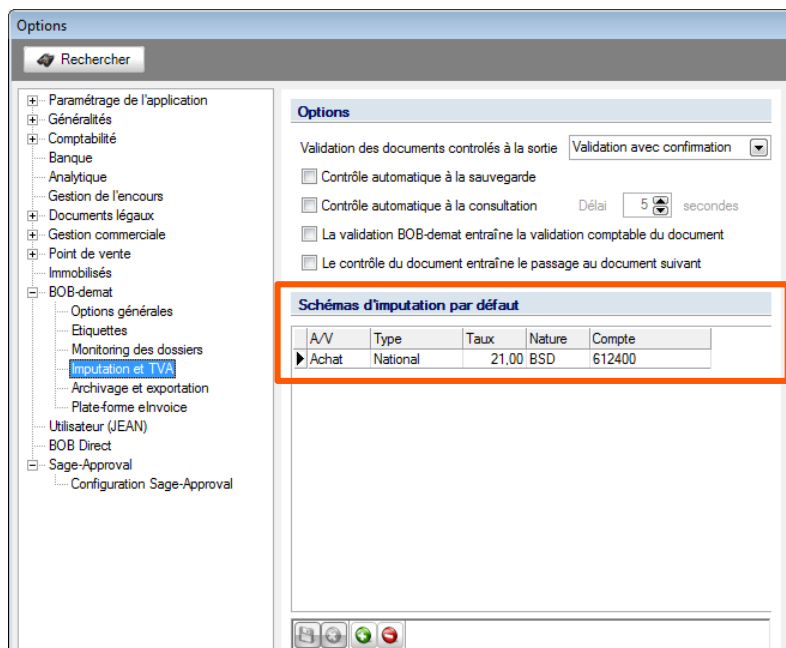 Options
Rechercher
Paramétrage de l'application
Généralités
Comptabilité
Banque
Analytique
Gestion de l'encours
Documents légaux
Gestion commerciale
Point de vente
Immobilisés
BOB-demat
Options générales
Etiquettes
Monitoring des dossiers
Imputation et TVA
Archivage et exportation
Plate-forme eInvoice
Utilisateur (JEAN)
BOB Direct
Sage-Approval
Configuration Sage-Approval
Options
Validation des documents controlés à la sortie Validation avec confirmation
Contrôle automatique à la sauvegarde
Contrôle automatique à la consultation Délai 5 secondes
La validation BOB-demat entraîne la validation comptable du document
Le contrôle du document entraîne le passage au document suivant
Schémas d'imputation par défaut
A/V Type Taux Nature Compte
Achat National 21,00 BSD 612400